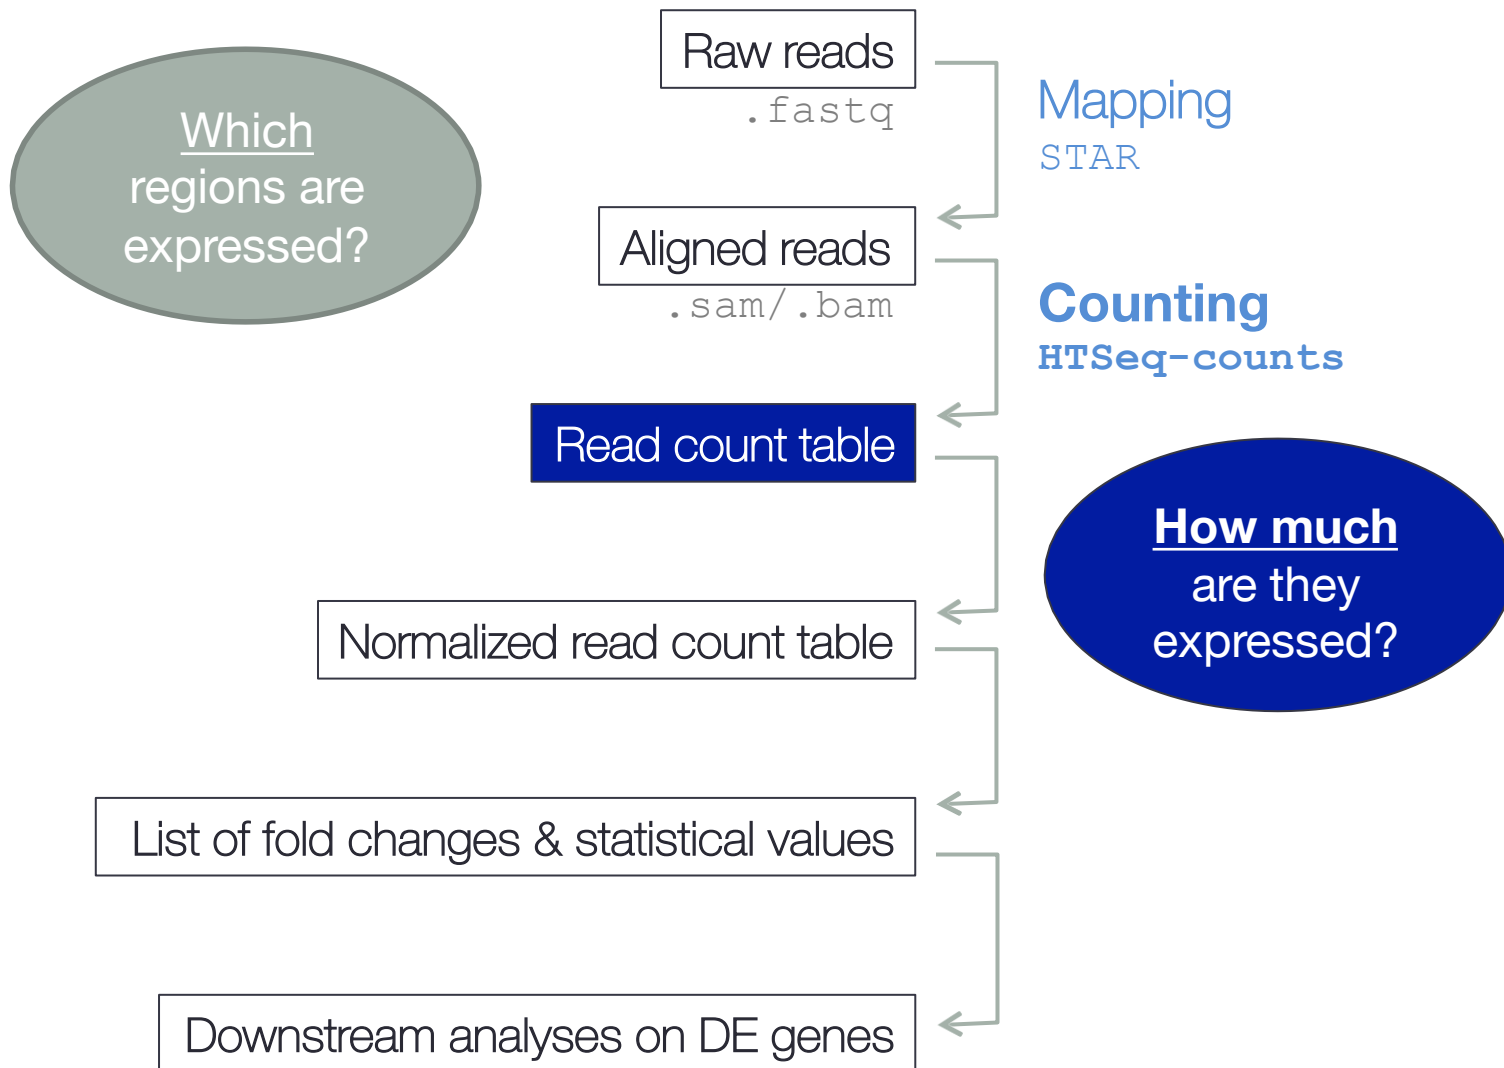 Raw reads
.fastq
Which
regions are
expressed?
Mapping
STAR
Aligned reads
.sam/.bam
Counting
HTSeq-counts
Read count table
How much
are they
expressed?
Normalized read count table
List of fold changes & statistical values
Downstream analyses on DE genes